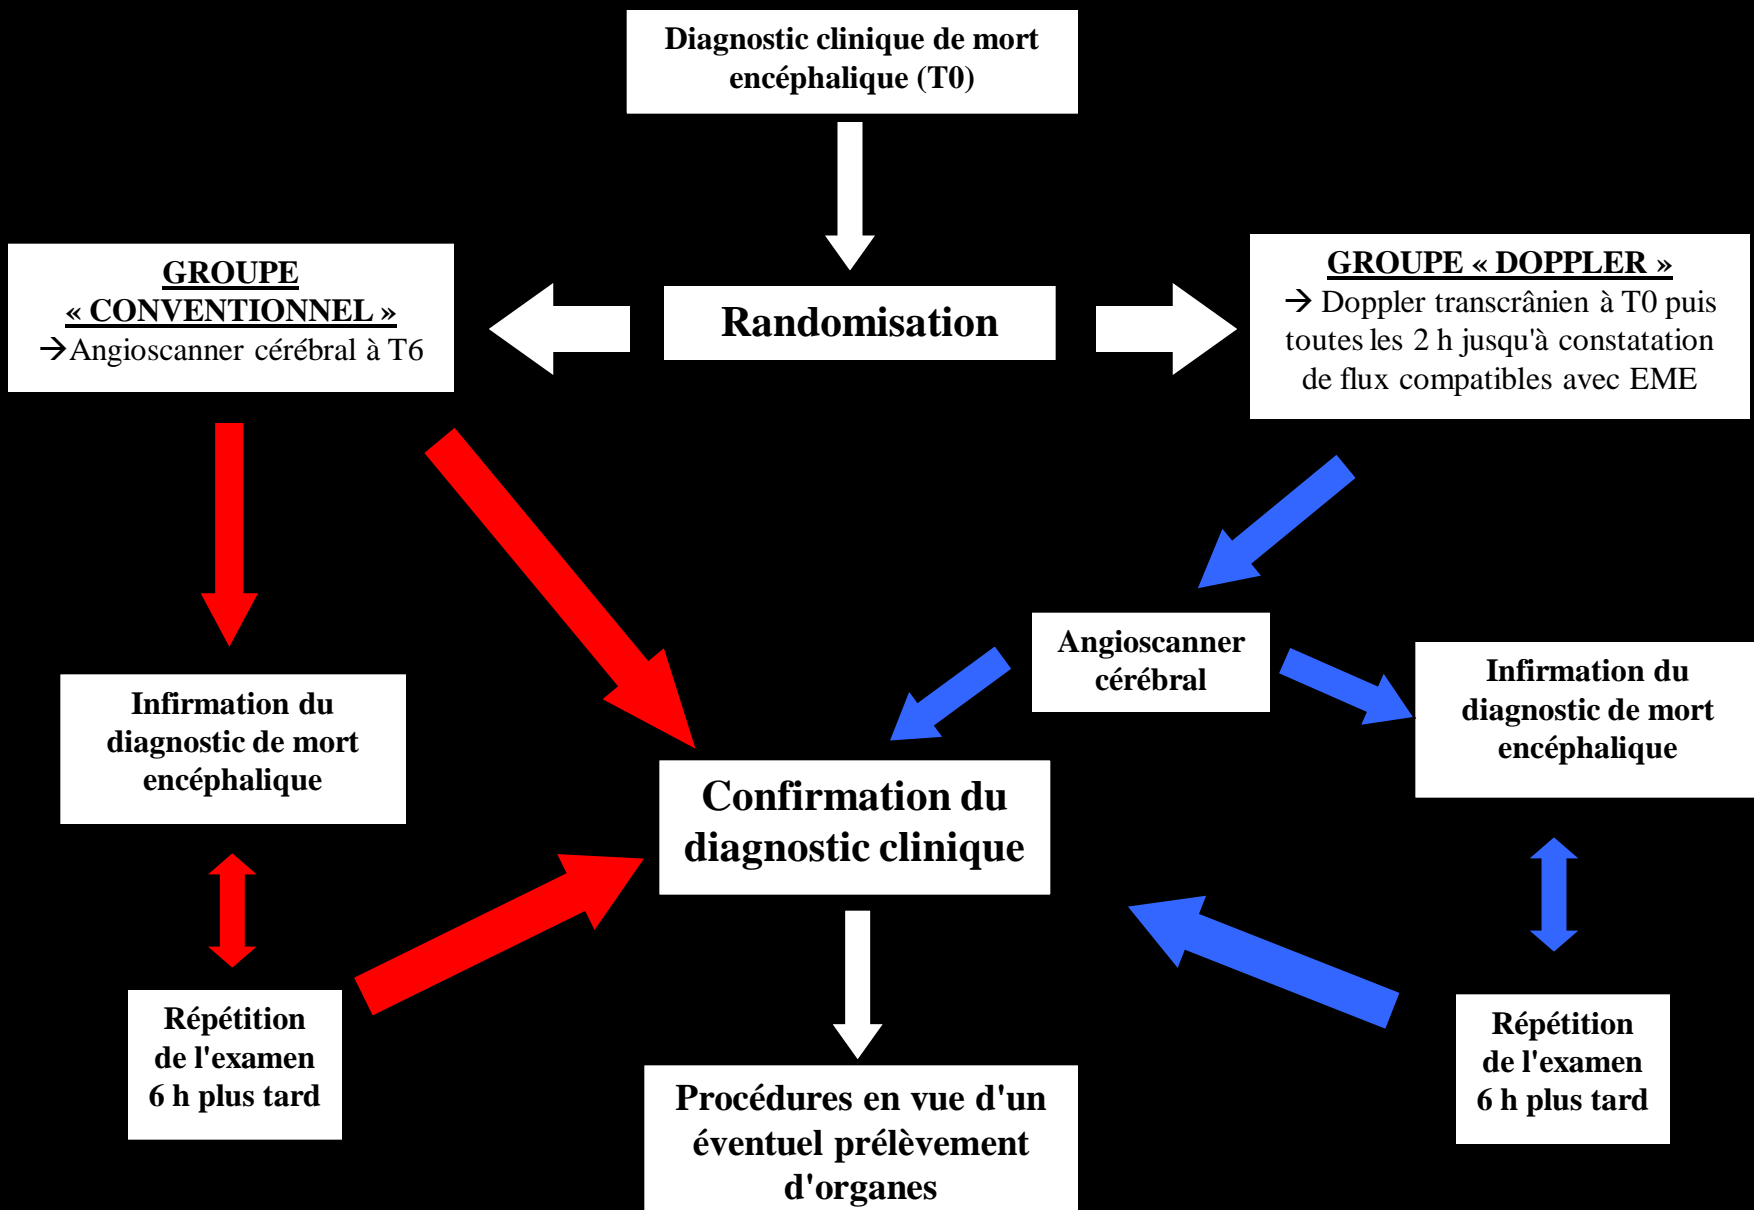 Diagnostic clinique de mort
encéphalique (T0)
GROUPE
« CONVENTIONNEL »
→Angioscanner cérébral à T6
Randomisation
GROUPE « DOPPLER »
→ Doppler transcrânien à T0 puis
toutes les 2 h jusqu'à constatation
de flux compatibles avec EME
Angioscanner
cérébral
Infirmation du
diagnostic de mort
encéphalique
Infirmation du
diagnostic de mort
encéphalique
Confirmation du
diagnostic clinique
Répétition
de l'examen
6 h plus tard
Répétition
de l'examen
6 h plus tard
Procédures en vue d'un
éventuel prélèvement
d'organes